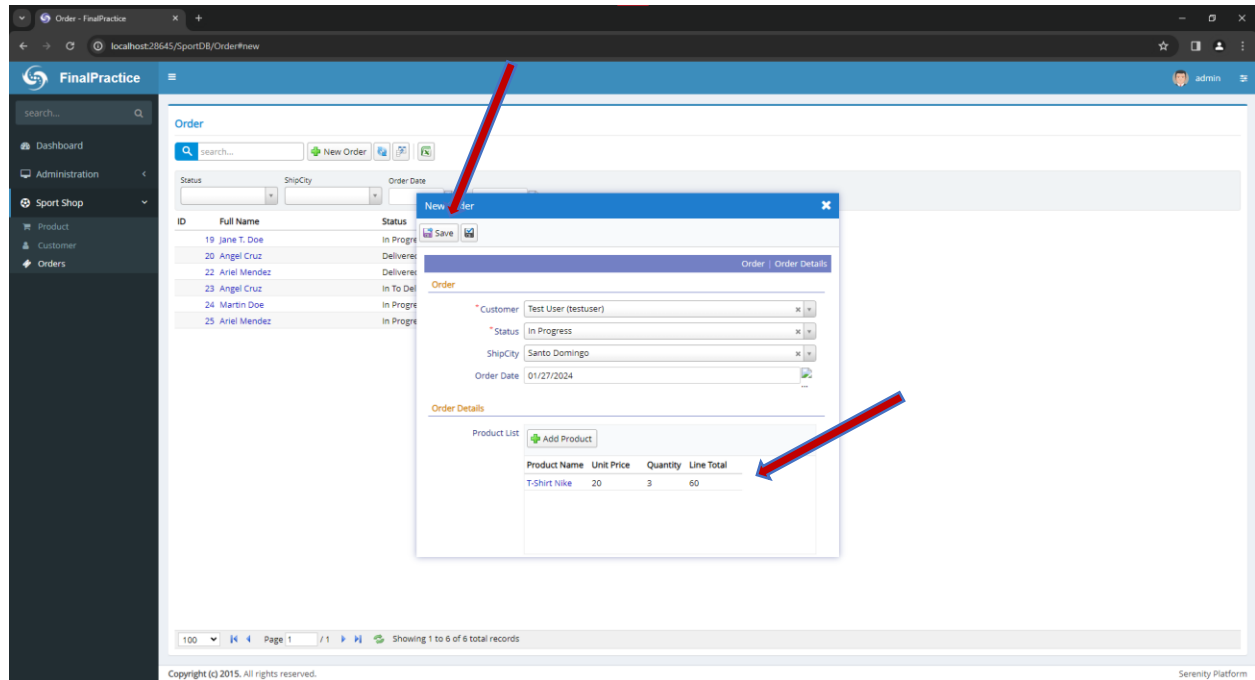 Order - FinalPractice
localhost:28645/SportDB/Order#new
FinalPractice
admin
search...
Dashboard
Administration
Sport Shop
Product
Customer
Orders
Order
search...
New Order
Status ShipCity Order Date
ID Full Name Status
19 Jane T. Doe In Progre
20 Angel Cruz Delivered
22 Ariel Mendez Delivered
23 Angel Cruz In To Del
24 Martin Doe In Progre
25 Ariel Mendez In Progre
New Order
Save
Order | Order Details
Order
*Customer Test User (testuser)
*Status In Progress
ShipCity Santo Domingo
Order Date 01/27/2024
...
Order Details
Product List Add Product
Product Name Unit Price Quantity Line Total
T-Shirt Nike 20 3 60
100 Page 1 / 1 Showing 1 to 6 of 6 total records
Copyright (c) 2015. All rights reserved.
Serenity Platform